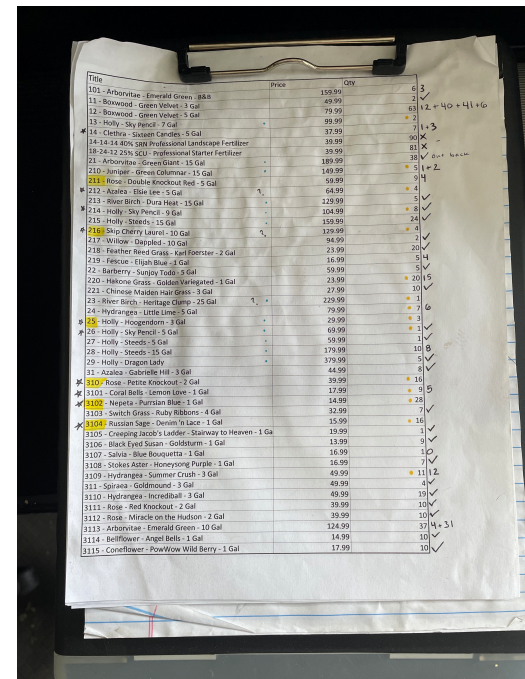 Title Price Qty
101 - Arborvitae - Emerald Green - B&B 159.99 6 3
11 - Boxwood - Green Velvet - 3 Gal 49.99 2 ✓
12 - Boxwood - Green Velvet - 5 Gal 79.99 63 12+40+41+6
13 - Holly - Sky Pencil - 7 Gal 99.99 2
14 - Clethra - Sixteen Candles - 5 Gal 37.99 7 1+3
14-14-14 40% SRN Professional Landscape Fertilizer 39.99 90 X
18-24-12 25% SCU - Professional Starter Fertilizer 39.99 81 X
21 - Arborvitae - Green Giant - 15 Gal 189.99 38 ✓ out back
210 - Juniper - Green Columnar - 15 Gal 149.99 5 1+2
211 - Rose - Double Knockout Red - 5 Gal 59.99 9 4
212 - Azalea - Elsie Lee - 5 Gal ? 64.99 4
213 - River Birch - Dura Heat - 15 Gal 229.99 5 ✓
214 - Holly - Sky Pencil - 9 Gal 104.99 8 ✓
215 - Holly - Steeds - 15 Gal 159.99 24 ✓
216 - Skip Cherry Laurel - 10 Gal ? 129.99 4
217 - Willow - Dappled - 10 Gal 94.99 2 ✓
218 - Feather Reed Grass - Karl Foerster - 2 Gal 23.99 20 ✓
219 - Fescue - Elijah Blue - 1 Gal 16.99 5 4
22 - Barberry - Sunjoy Todo - 5 Gal 59.99 5 ✓
220 - Hakone Grass - Golden Variegated - 1 Gal 23.99 20 15
221 - Chinese Maiden Hair Grass - 3 Gal 27.99 10 ✓
23 - River Birch - Heritage Clump - 25 Gal ? 229.99 1
24 - Hydrangea - Little Lime - 5 Gal 79.99 7 6
25 - Holly - Hoogendorn - 3 Gal 29.99 3
26 - Holly - Sky Pencil - 5 Gal 69.99 1 ✓
27 - Holly - Steeds - 5 Gal 59.99 1 ✓
28 - Holly - Steeds - 15 Gal 179.99 10 8
29 - Holly - Dragon Lady 379.99 5 ✓
31 - Azalea - Gabrielle Hill - 3 Gal 44.99 8 ✓
310 - Rose - Petite Knockout - 2 Gal 39.99 16
3101 - Coral Bells - Lemon Love - 1 Gal 17.99 9 5
3102 - Nepeta - Purrsian Blue - 1 Gal 14.99 28
3103 - Switch Grass - Ruby Ribbons - 4 Gal 32.99 7 ✓
3104 - Russian Sage - Denim 'n Lace - 1 Gal 15.99 16
3105 - Creeping Jacob's Ladder - Stairway to Heaven - 1 Ga 19.99 1 ✓
3106 - Black Eyed Susan - Goldsturm - 1 Gal 13.99 9 ✓
3107 - Salvia - Blue Bouquetta - 1 Gal 16.99 1 0
3108 - Stokes Aster - Honeysong Purple - 1 Gal 16.99 7 ✓
3109 - Hydrangea - Summer Crush - 3 Gal 49.99 11 12
311 - Spiraea - Goldmound - 3 Gal 49.99 4 ✓
3110 - Hydrangea - Incrediball - 3 Gal 49.99 19 ✓
3111 - Rose - Red Knockout - 2 Gal 39.99 10 ✓
3112 - Rose - Miracle on the Hudson - 2 Gal 39.99 10 ✓
3113 - Arborvitae - Emerald Green - 10 Gal 124.99 37 4+31
3114 - Bellflower - Angel Bells - 1 Gal 14.99 10 ✓
3115 - Coneflower - PowWow Wild Berry - 1 Gal 17.99 10 ✓